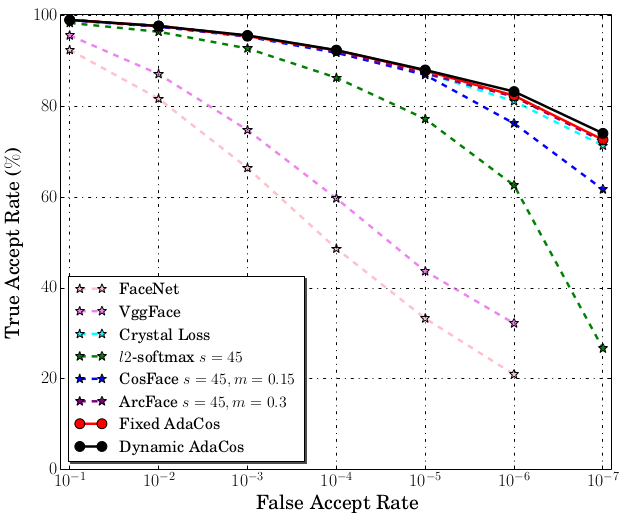 100
80
60
40
20
0
True Accept Rate (%)
FaceNet
VggFace
Crystal Loss
l2-softmax s = 45
CosFace s = 45, m = 0.15
ArcFace s = 45, m = 0.3
Fixed AdaCos
Dynamic AdaCos
10⁻¹ 10⁻² 10⁻³ 10⁻⁴ 10⁻⁵ 10⁻⁶ 10⁻⁷
False Accept Rate